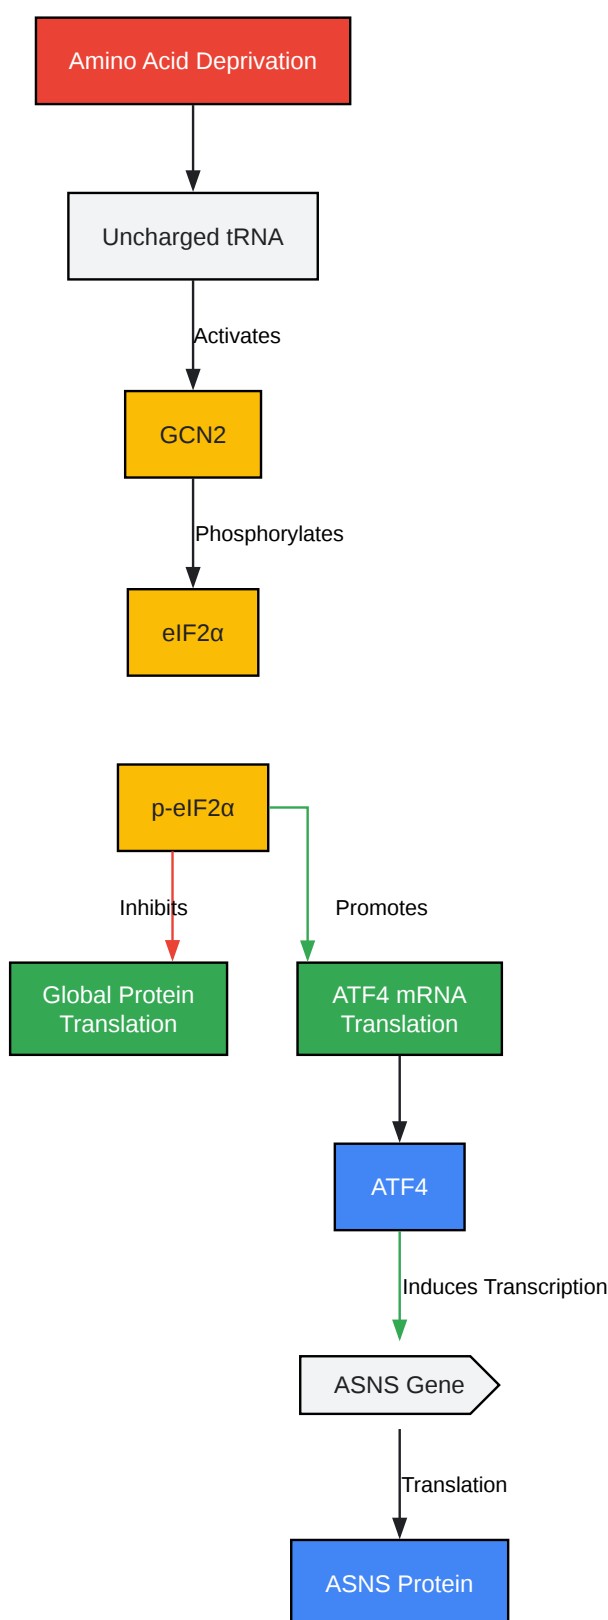 Amino Acid Deprivation
Uncharged tRNA
Activates
GCN2
Phosphorylates
eIF2α
p-eIF2α
Inhibits
Promotes
Global Protein
Translation
ATF4 mRNA
Translation
ATF4
Induces Transcription
ASNS Gene
Translation
ASNS Protein